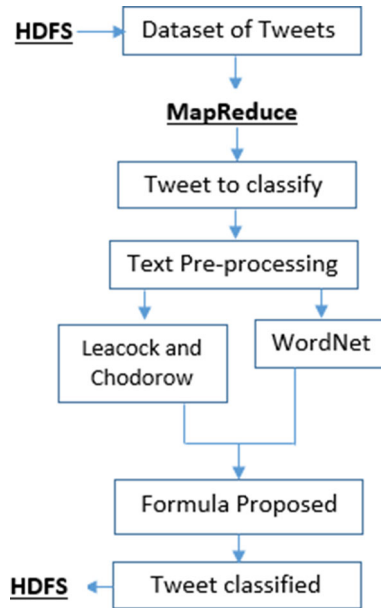 HDFS
Dataset of Tweets
MapReduce
Tweet to classify
Text Pre-processing
Leacock and
Chodorow
WordNet
Formula Proposed
HDFS
Tweet classified